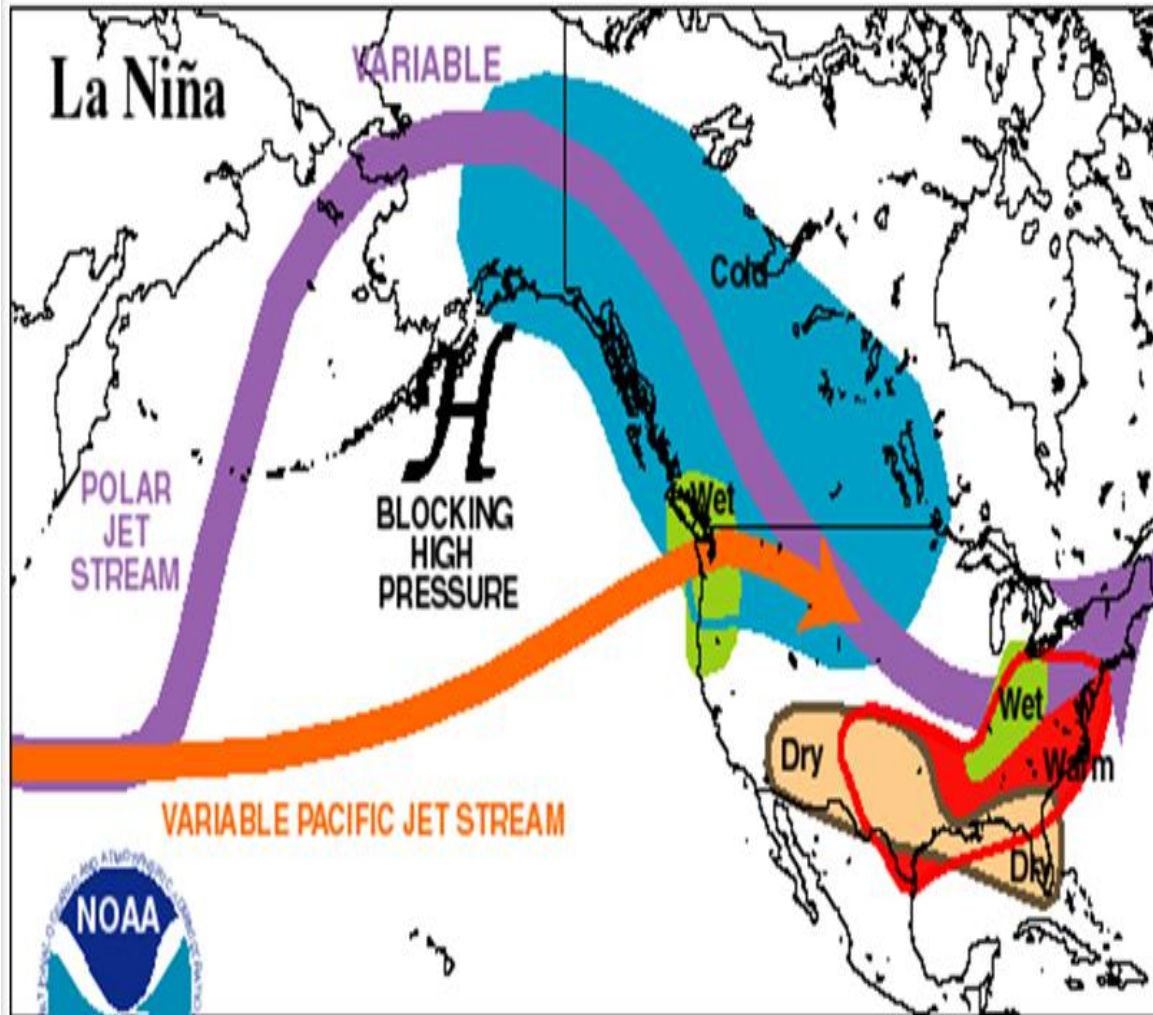 La Niña
VARIABLE
Cold
POLAR
JET
STREAM
H
BLOCKING
HIGH
PRESSURE
Wet
Wet
Dry
Warm
Dry
VARIABLE PACIFIC JET STREAM
NOAA